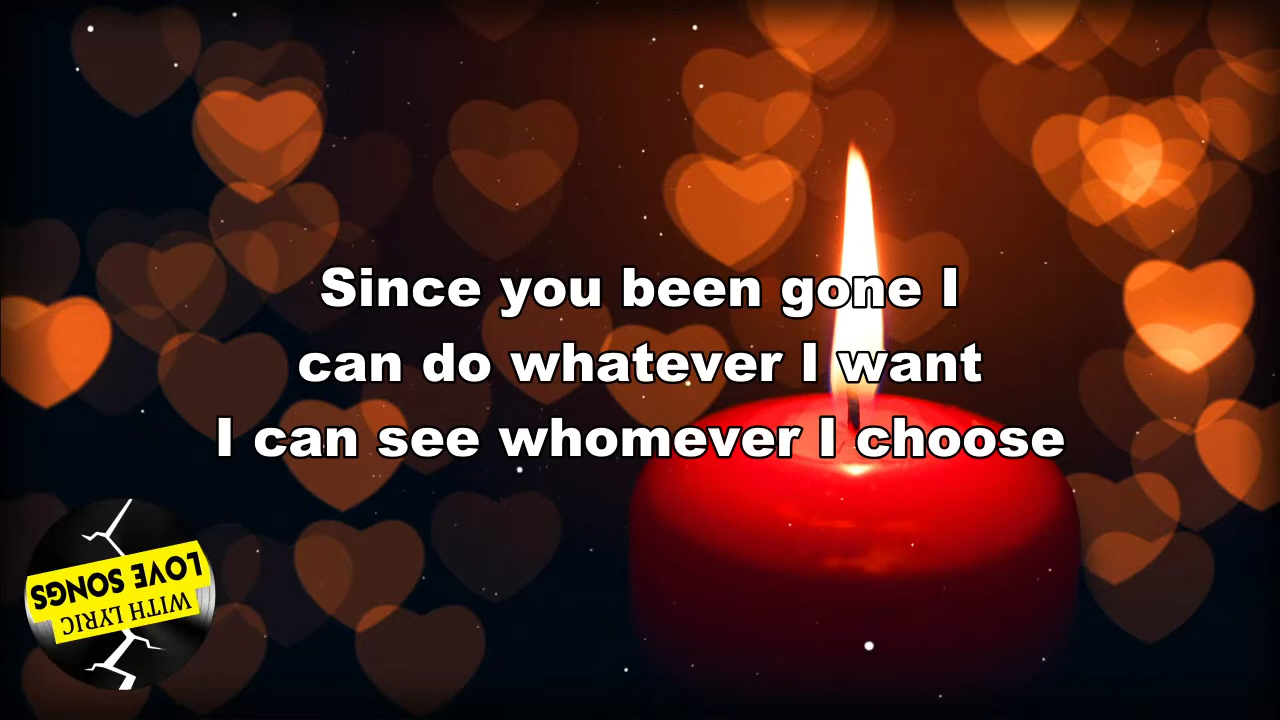 Since you been gone I
can do whatever I want
I can see whomever I choose
LOVE SONGS
WITH LYRIC